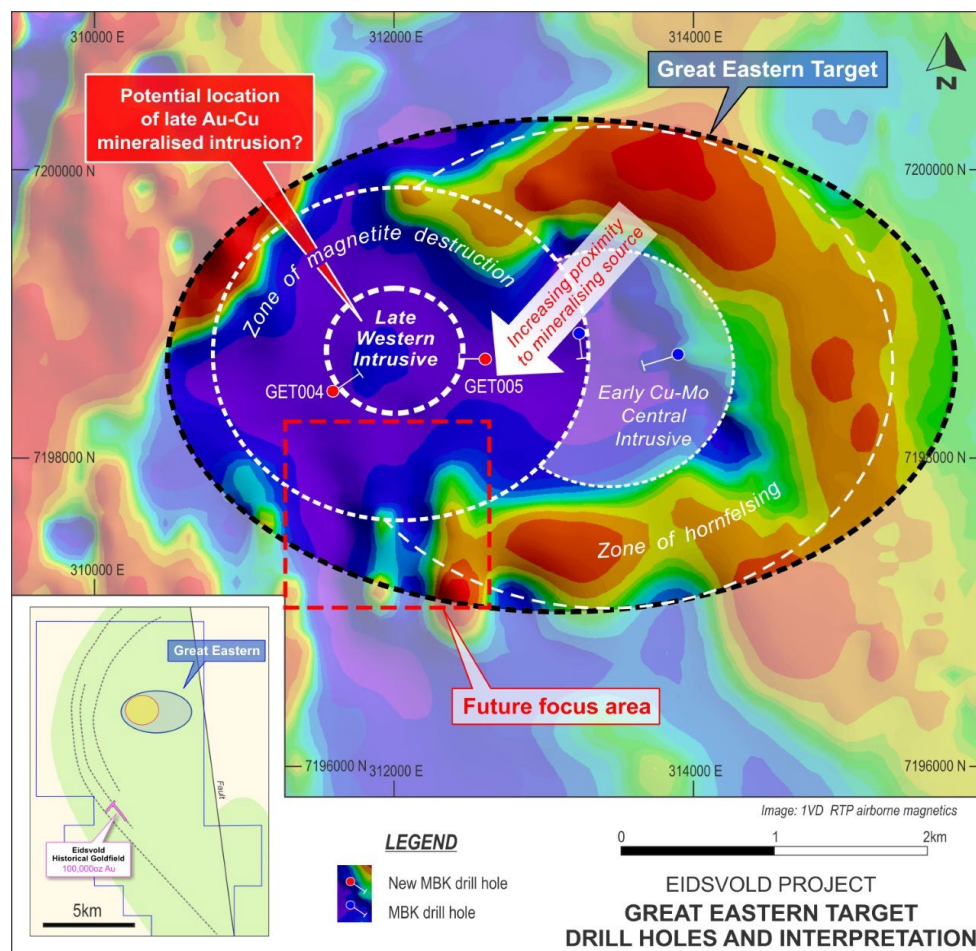 310000 E
312000 E
314000 E
Great Eastern Target
Potential location
of late Au-Cu
mineralised intrusion?
7200000 N
7200000 N
Zone of magnetite destruction
Increasing proximity
to mineralising source
Late
Western
Intrusive
GET004
GET005
Early Cu-Mo
Central
Intrusive
7198000 N
7198000 N
Zone of hornfelsing
310000 E
Future focus area
7196000 N
312000 E
314000 E
7196000 N
Great Eastern
Fault
Eidsvold
Historical Goldfield
100,000oz Au
5km
Image: 1VD RTP airborne magnetics
LEGEND
New MBK drill hole
MBK drill hole
0
1
2km
EIDSVOLD PROJECT
GREAT EASTERN TARGET
DRILL HOLES AND INTERPRETATION
N